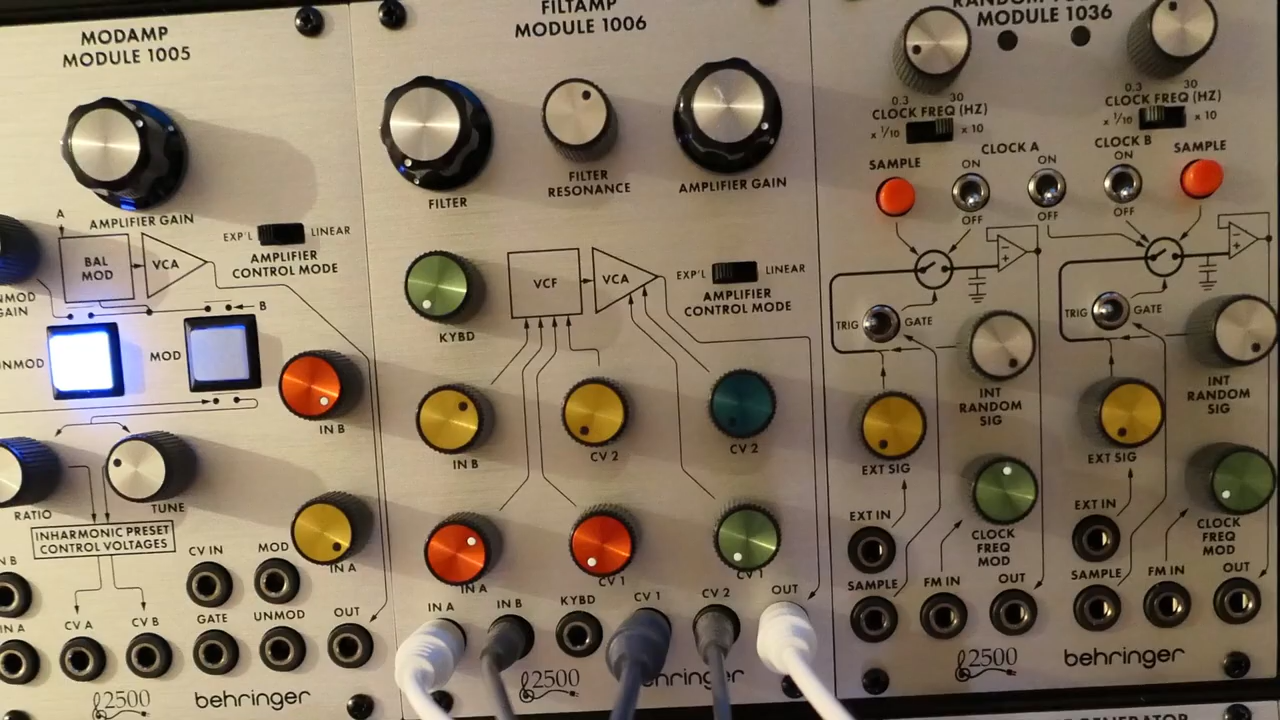 MODAMP
MODULE 1005
AMPLIFIER GAIN
A
BAL
MOD
VCA
EXP'L
LINEAR
AMPLIFIER
CONTROL MODE
GAIN
B
MOD
IN B
RATIO
TUNE
INHARMONIC PRESET
CONTROL VOLTAGES
IN A
CV IN
MOD
CV A
CV B
GATE
UNMOD
OUT
2500
behringer
FILTAMP
MODULE 1006
FILTER
FILTER
RESONANCE
AMPLIFIER GAIN
VCF
VCA
EXP'L
LINEAR
AMPLIFIER
CONTROL MODE
KYBD
IN B
CV 2
CV 2
IN A
CV 1
CV 1
IN A
IN B
KYBD
CV 1
CV 2
OUT
2500
MODULE 1036
0.3
30
CLOCK FREQ (HZ)
x 1/10
x 10
0.3
30
CLOCK FREQ (HZ)
x 1/10
x 10
SAMPLE
ON
CLOCK A
ON
CLOCK B
ON
SAMPLE
OFF
OFF
OFF
TRIG
GATE
TRIG
GATE
INT
RANDOM
SIG
INT
RANDOM
SIG
EXT SIG
EXT SIG
EXT IN
EXT IN
CLOCK
FREQ
MOD
CLOCK
FREQ
MOD
SAMPLE
FM IN
OUT
SAMPLE
FM IN
OUT
2500
behringer